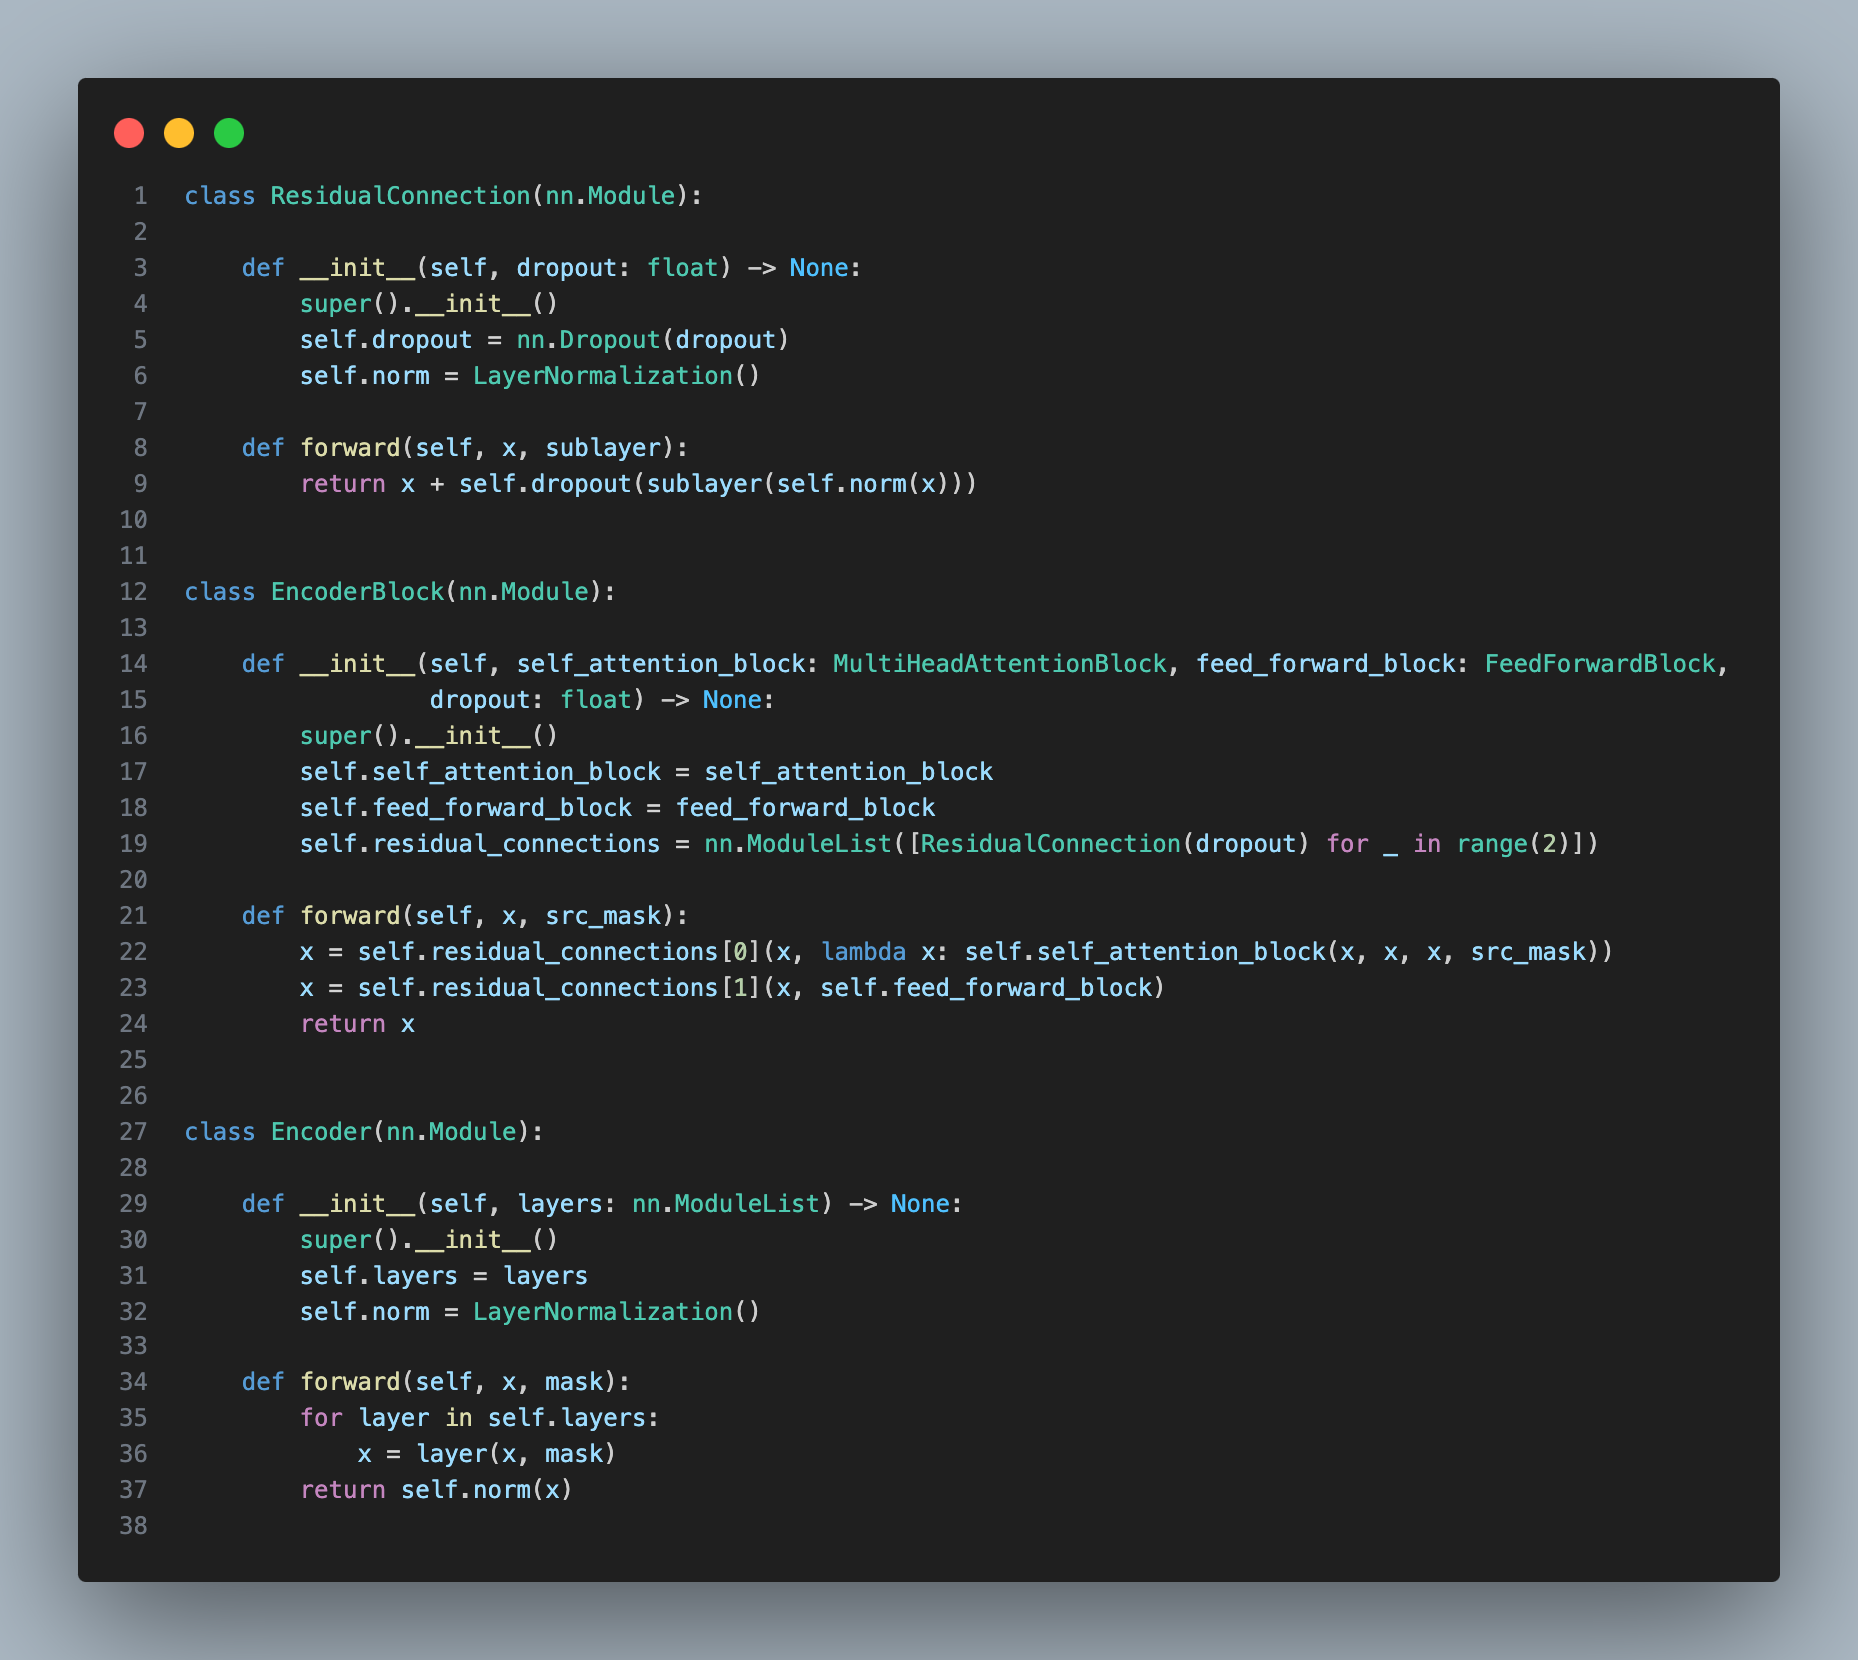 1 class ResidualConnection(nn.Module):
2
3     def __init__(self, dropout: float) -> None:
4         super().__init__()
5         self.dropout = nn.Dropout(dropout)
6         self.norm = LayerNormalization()
7
8     def forward(self, x, sublayer):
9         return x + self.dropout(sublayer(self.norm(x)))
10
11
12 class EncoderBlock(nn.Module):
13
14     def __init__(self, self_attention_block: MultiHeadAttentionBlock, feed_forward_block: FeedForwardBlock,
15                  dropout: float) -> None:
16         super().__init__()
17         self.self_attention_block = self_attention_block
18         self.feed_forward_block = feed_forward_block
19         self.residual_connections = nn.ModuleList([ResidualConnection(dropout) for _ in range(2)])
20
21     def forward(self, x, src_mask):
22         x = self.residual_connections[0](x, lambda x: self.self_attention_block(x, x, x, src_mask))
23         x = self.residual_connections[1](x, self.feed_forward_block)
24         return x
25
26
27 class Encoder(nn.Module):
28
29     def __init__(self, layers: nn.ModuleList) -> None:
30         super().__init__()
31         self.layers = layers
32         self.norm = LayerNormalization()
33
34     def forward(self, x, mask):
35         for layer in self.layers:
36             x = layer(x, mask)
37         return self.norm(x)
38